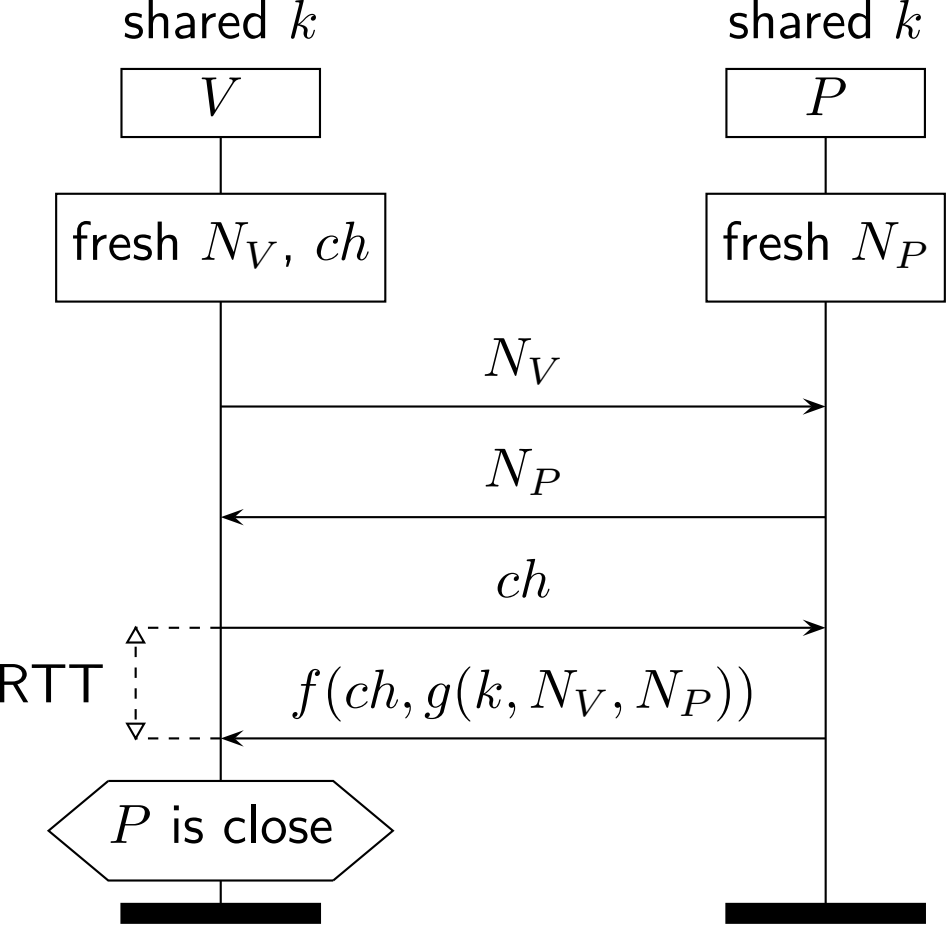 shared k
shared k
V
P
fresh N_V, ch
fresh N_P
N_V
N_P
ch
RTT
f(ch, g(k, N_V, N_P))
P is close